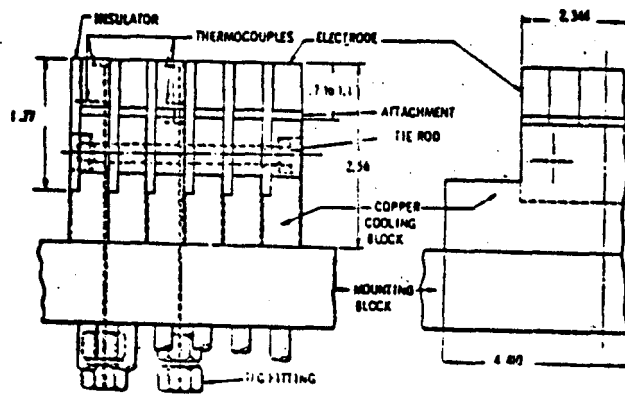 INSULATOR
THERMOCOUPLES
ELECTRODE
2.344
1.77
.7 to 1.1
ATTACHMENT
TIE ROD
2.56
COPPER
COOLING
BLOCK
MOUNTING
BLOCK
T/C FITTING